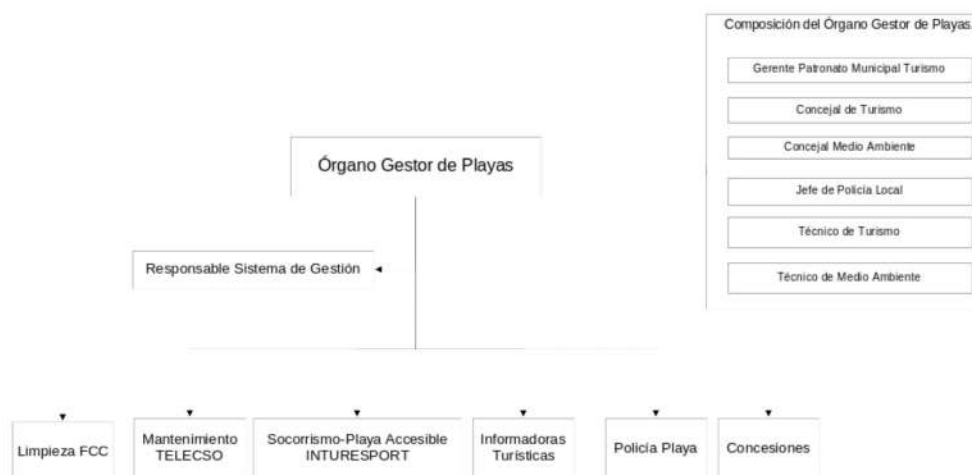 Composición del Órgano Gestor de Playas
Gerente Patronato Municipal Turismo
Concejal de Turismo
Concejal Medio Ambiente
Jefe de Policía Local
Técnico de Turismo
Técnico de Medio Ambiente
Órgano Gestor de Playas
Responsable Sistema de Gestión
Limpieza FCC
Mantenimiento
TELECSO
Socorrismo-Playa Accesible
INTURESPORT
Informadoras
Turísticas
Policía Playa
Concesiones